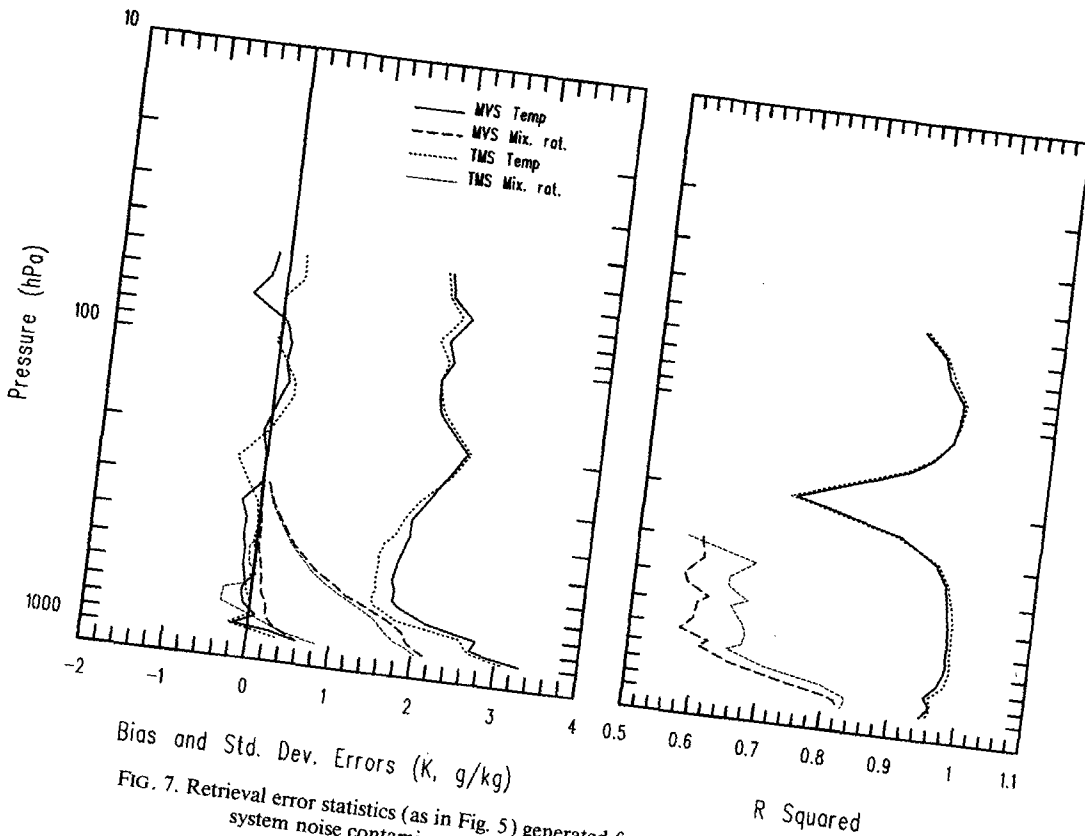 10
100
1000
Pressure (hPa)
MVS Temp
MVS Mix. rat.
TMS Temp
TMS Mix. rat.
-2 -1 0 1 2 3 4
Bias and Std. Dev. Errors (K, g/kg)
0.5 0.6 0.7 0.8 0.9 1 1.1
R Squared
FIG. 7. Retrieval error statistics (as in Fig. 5) generated
system noise